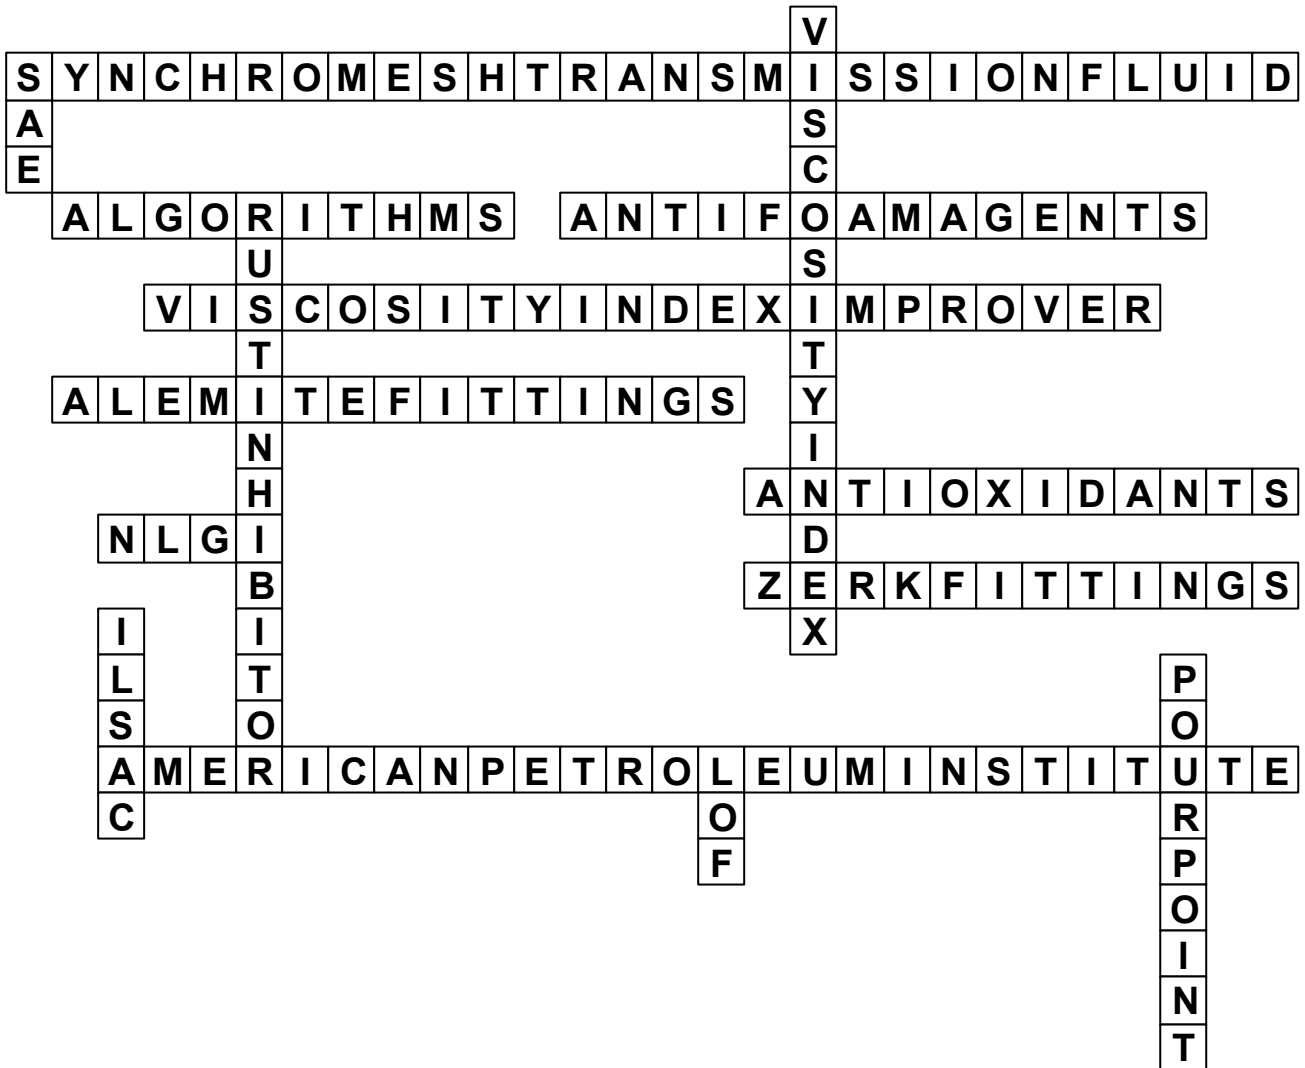 V
SYNCHROMESHTRANSMISSIONFLUID
A S
E C
ALGORITHMS ANTIFOAMAGENTS
U S
VISCOSITYINDEXIMPROVER
T T
ALEMITEFITTINGS Y
N I
H ANTIOXIDANTS
NLGI D
B ZERKFITTINGS
I I X
L T P
S O O
AMERICANPETROLEUMINSTITUTE
C O R
F P
O
I
N
T